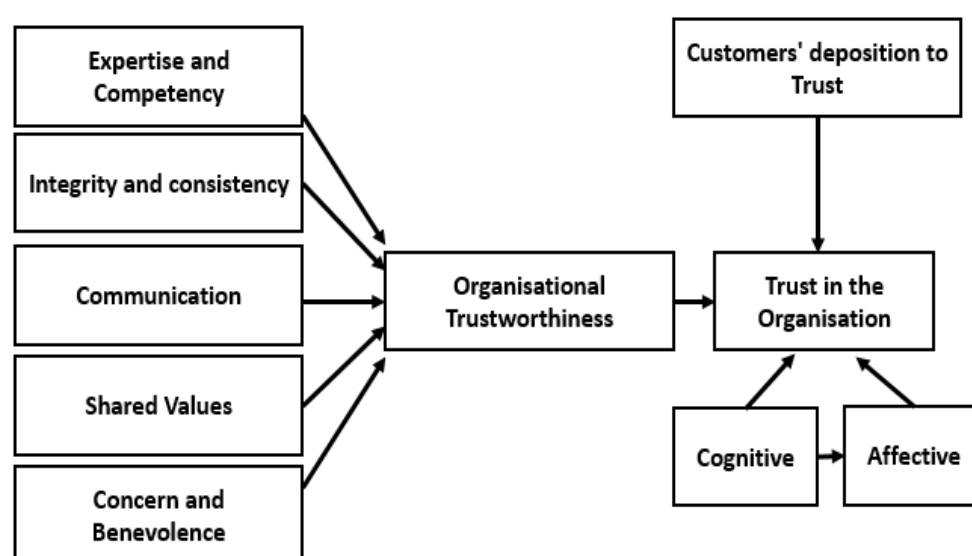 Expertise and
Competency
Integrity and consistency
Communication
Shared Values
Concern and
Benevolence
Organisational
Trustworthiness
Customers' deposition to
Trust
Trust in the
Organisation
Cognitive
Affective